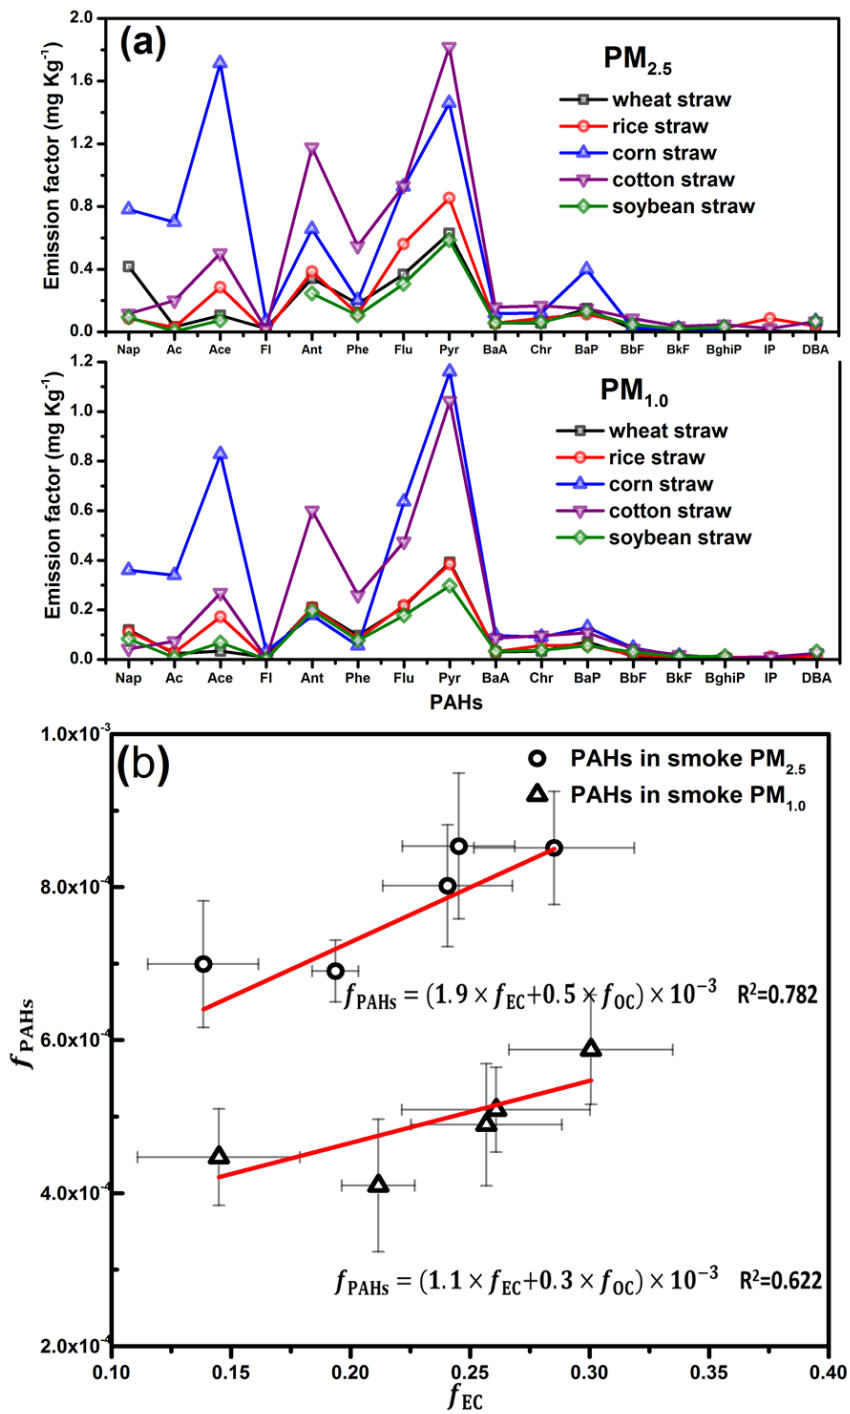 (a)
PM2.5
wheat straw
rice straw
corn straw
cotton straw
soybean straw
Emission factor (mg Kg-1)
2.0
1.6
1.2
0.8
0.4
0.0
Nap Ac Ace Fl Ant Phe Flu Pyr BaA Chr BaP BbF BkF BghiP IP DBA
PM1.0
wheat straw
rice straw
corn straw
cotton straw
soybean straw
Emission factor (mg Kg-1)
1.2
1.0
0.8
0.6
0.4
0.2
0.0
Nap Ac Ace Fl Ant Phe Flu Pyr BaA Chr BaP BbF BkF BghiP IP DBA
PAHs
(b)
PAHs in smoke PM2.5
PAHs in smoke PM1.0
fPAHs
1.0x10-3
8.0x10-4
6.0x10-4
4.0x10-4
2.0x10-4
fPAHs = (1.9 × fEC+0.5 × fOC) × 10−3 R2=0.782
fPAHs = (1.1 × fEC+0.3 × fOC) × 10−3 R2=0.622
0.10 0.15 0.20 0.25 0.30 0.35 0.40
fEC